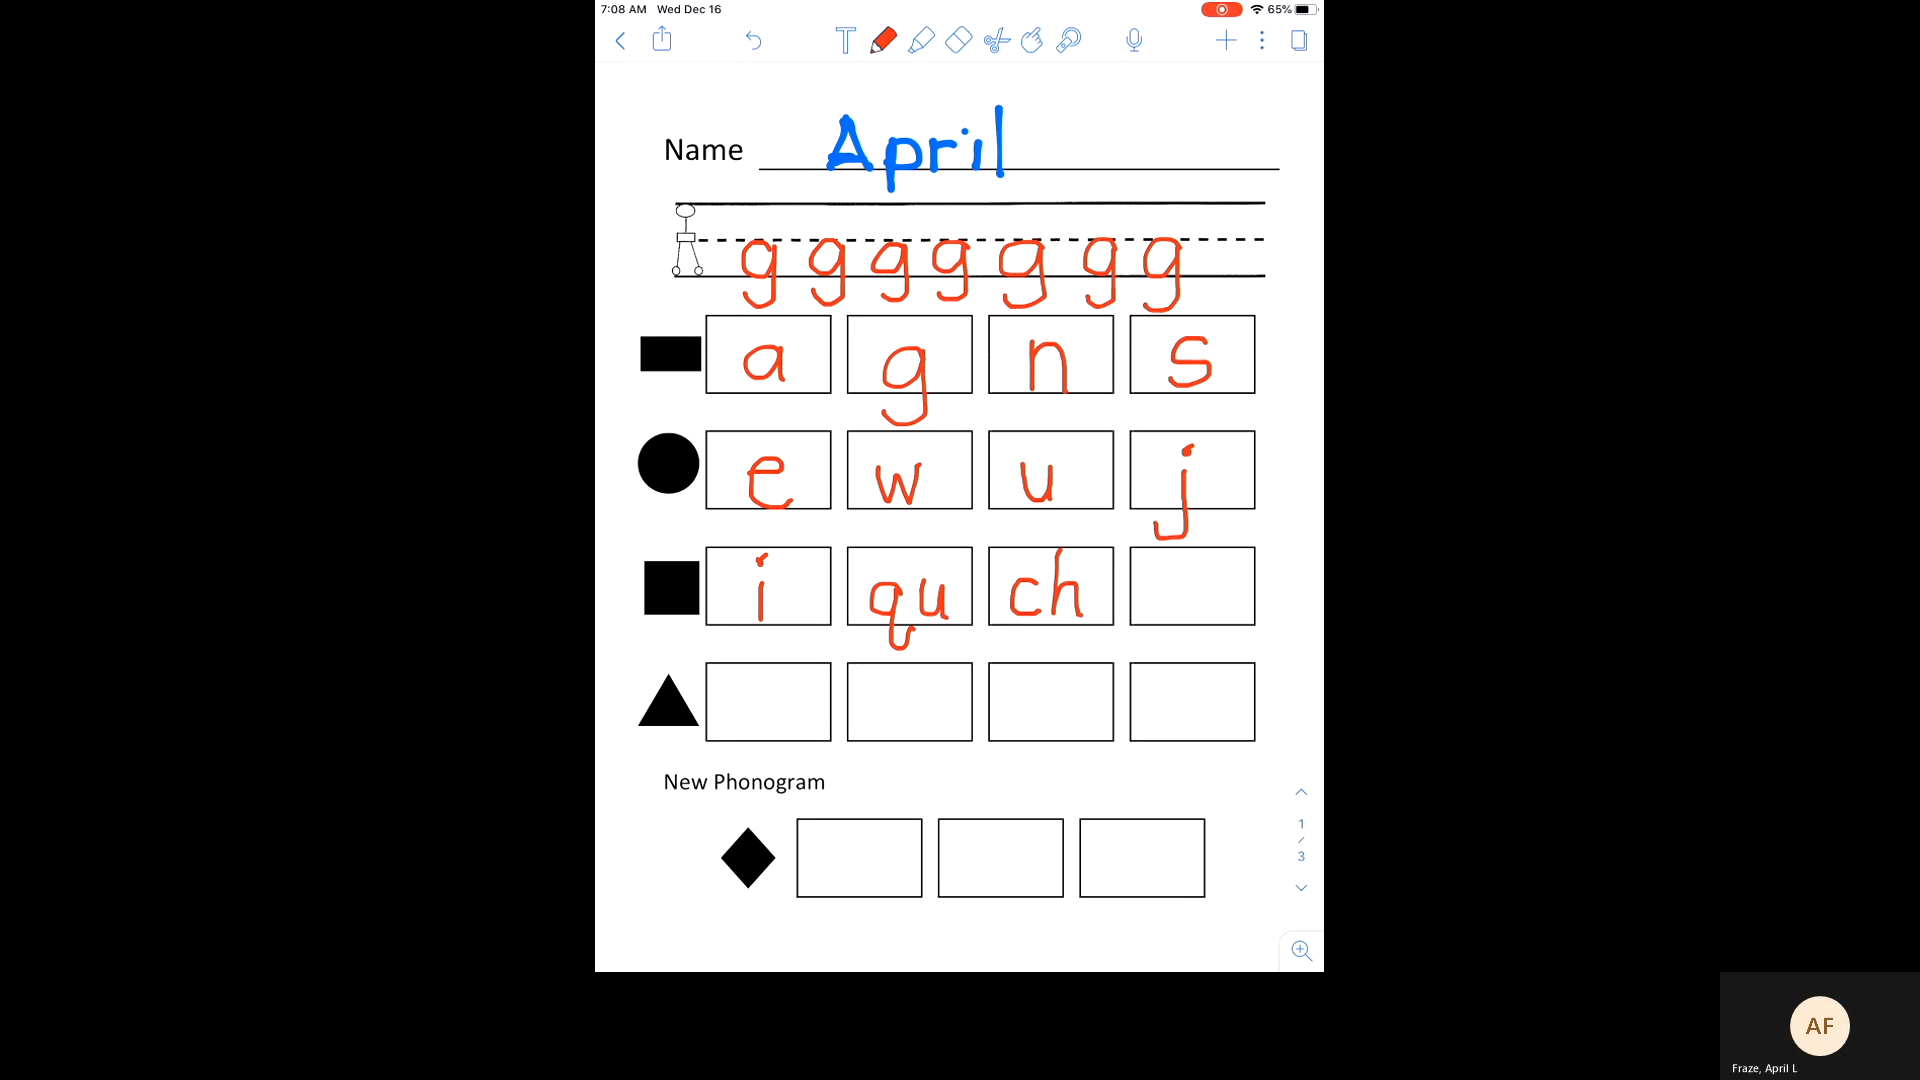 7:08 AM Wed Dec 16 65%
T
Name April
g g g g g g g
a g n s
e w u j
i qu ch
New Phonogram
1
/
3
AF
Fraze, April L